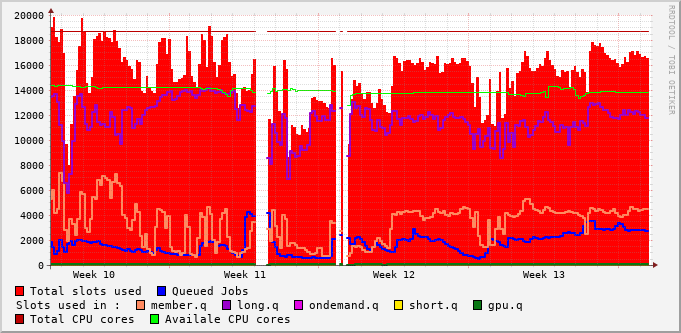 20000
18000
16000
14000
12000
10000
8000
6000
4000
2000
0
Week 10 Week 11 Week 12 Week 13
RRDTOOL / TOBI OETIKER
Total slots used Queued Jobs
Slots used in : member.q long.q ondemand.q short.q gpu.q
Total CPU cores Availale CPU cores